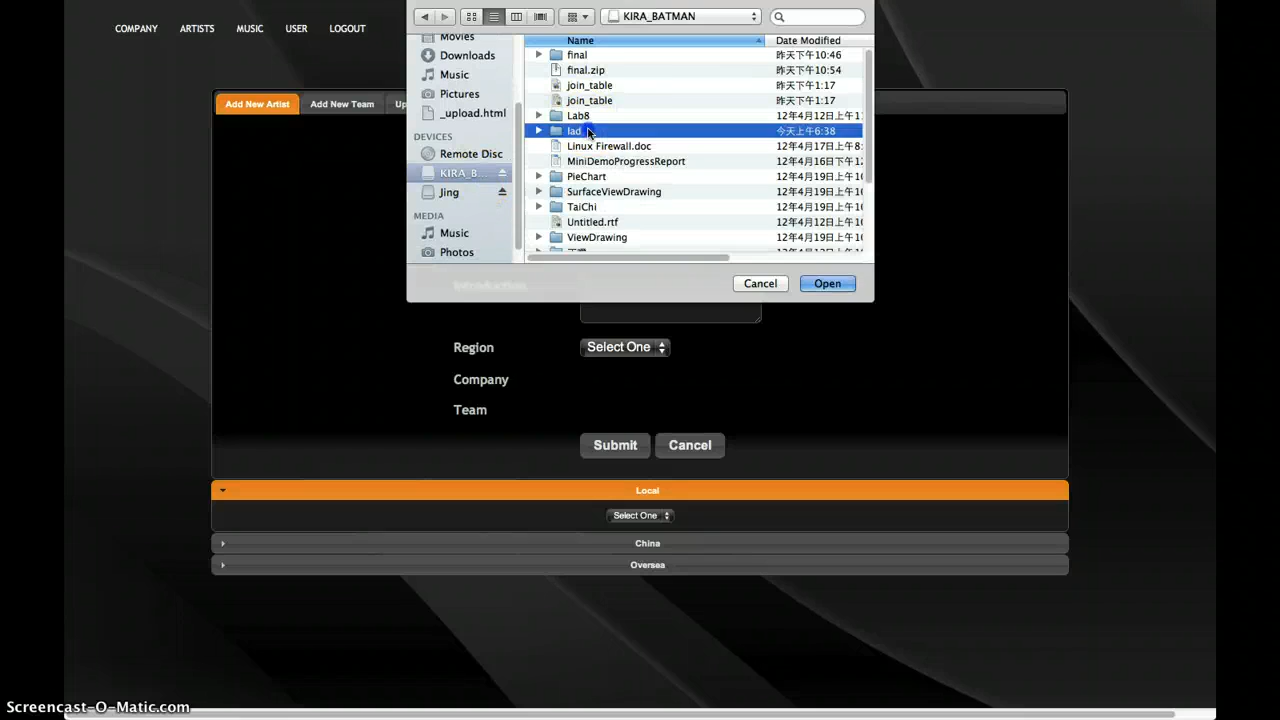 COMPANY ARTISTS MUSIC USER LOGOUT
KIRA_BATMAN
Name Date Modified
Movies
Downloads
Music
Pictures
_upload.html
DEVICES
Remote Disc
KIRA_B...
Jing
MEDIA
Music
Photos
final 昨天下午10:46
final.zip 昨天下午10:54
join_table 昨天下午1:17
join_table 昨天下午1:17
Lab8 12年4月12日上午1
lad 今天上午6:38
Linux Firewall.doc 12年4月17日上午8:
MiniDemoProgressReport 12年4月16日下午12
PieChart 12年4月19日上午10
SurfaceViewDrawing 12年4月19日上午10
TaiChi 12年4月19日上午10
Untitled.rtf 12年4月12日上午10
ViewDrawing 12年4月19日上午10
Cancel Open
Add New Artist Add New Team Up
Region Select One
Company
Team
Submit Cancel
Local
Select One
China
Oversea
Screencast-O-Matic.com